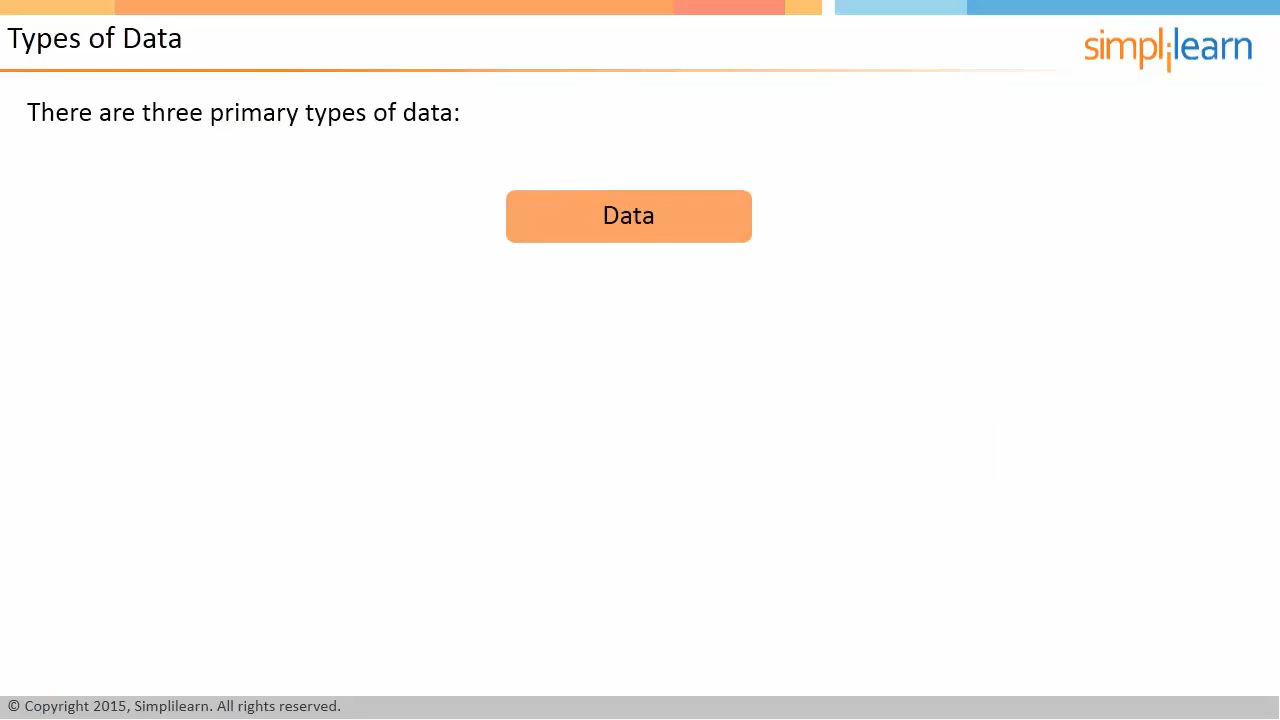 Types of Data
simplilearn
There are three primary types of data:
Data
© Copyright 2015, Simplilearn. All rights reserved.